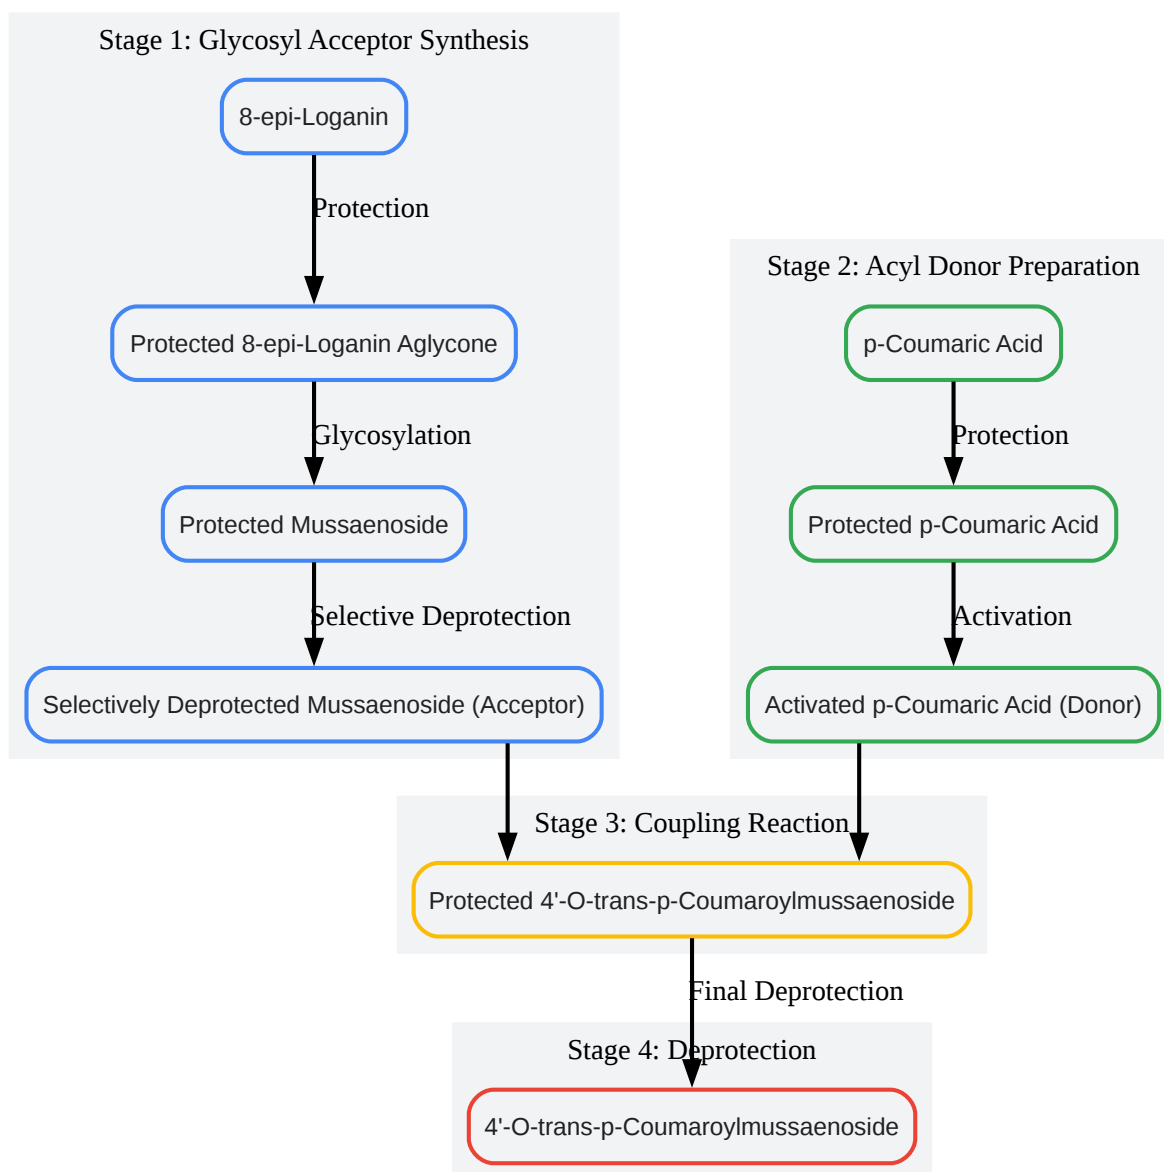 Stage 1: Glycosyl Acceptor Synthesis
8-epi-Loganin
Protection
Protected 8-epi-Loganin Aglycone
Glycosylation
Protected Mussaenoside
Selective Deprotection
Selectively Deprotected Mussaenoside (Acceptor)
Stage 2: Acyl Donor Preparation
p-Coumaric Acid
Protection
Protected p-Coumaric Acid
Activation
Activated p-Coumaric Acid (Donor)
Stage 3: Coupling Reaction
Protected 4'-O-trans-p-Coumaroylmussaenoside
Final Deprotection
Stage 4: Deprotection
4'-O-trans-p-Coumaroylmussaenoside